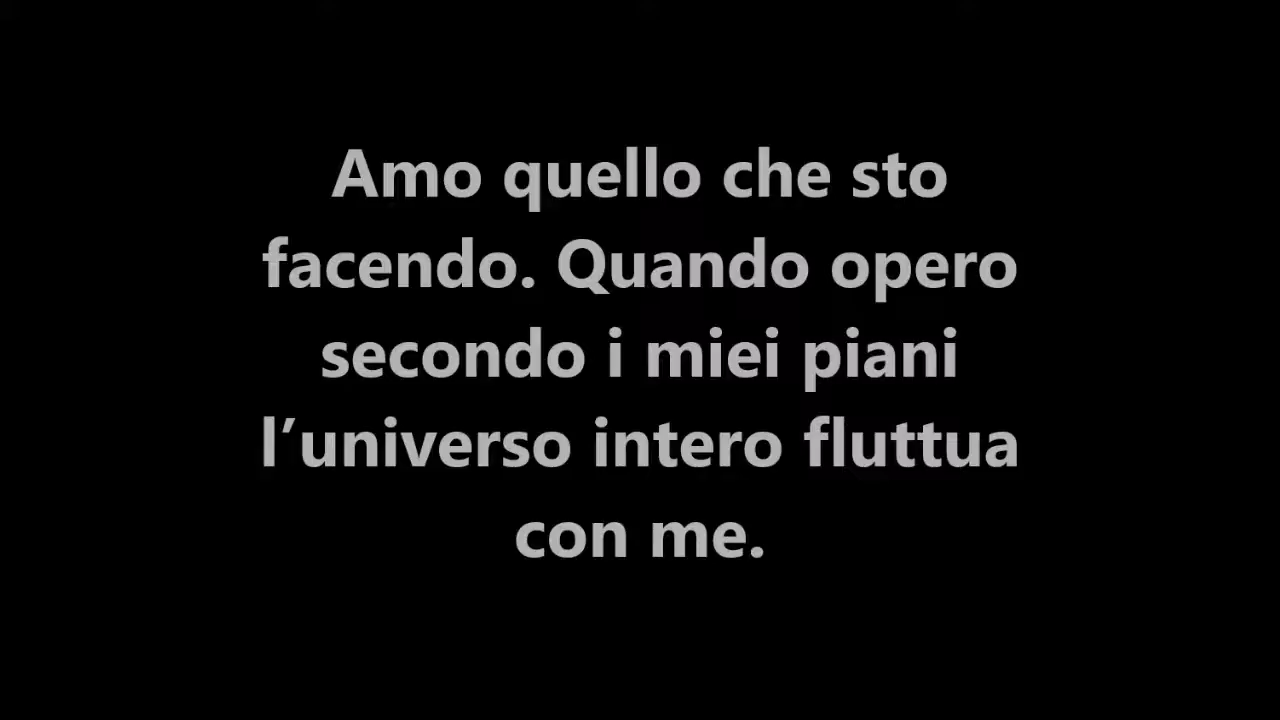 Amo quello che sto
facendo. Quando opero
secondo i miei piani
l’universo intero fluttua
con me.